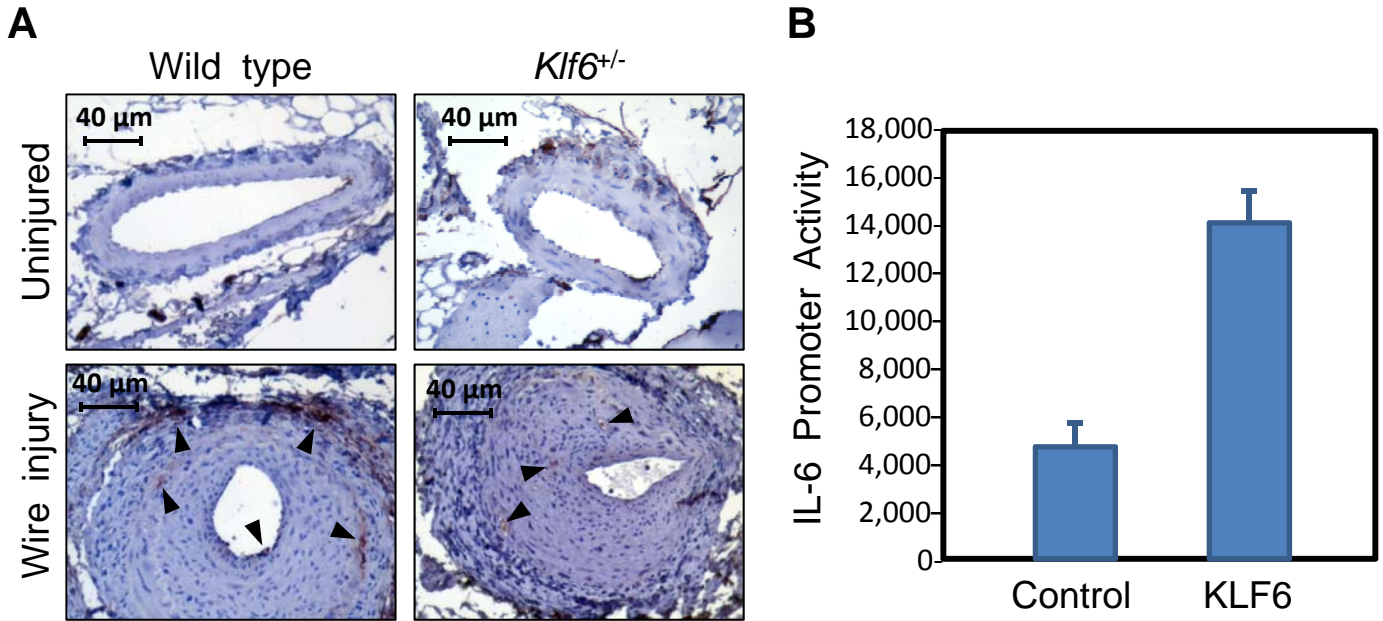 A
B
Wild type
Klf6+/-
Uninjured
40 µm
40 µm
Wire injury
40 µm
40 µm
IL-6 Promoter Activity
18,000
16,000
14,000
12,000
10,000
8,000
6,000
4,000
2,000
0
Control
KLF6